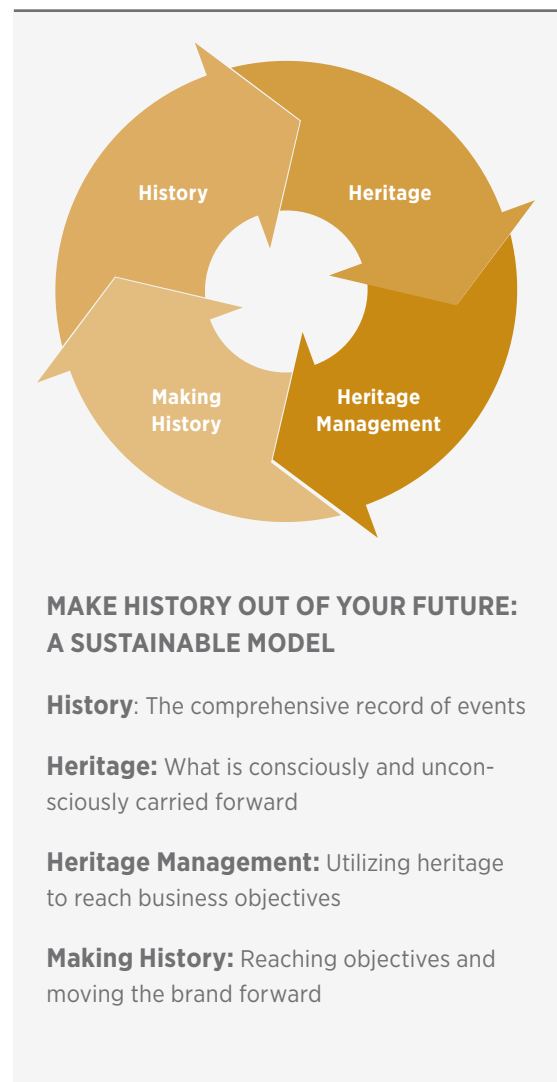 History
Heritage
Making
History
Heritage
Management
MAKE HISTORY OUT OF YOUR FUTURE:
A SUSTAINABLE MODEL
History: The comprehensive record of events
Heritage: What is consciously and uncon-
sciously carried forward
Heritage Management: Utilizing heritage
to reach business objectives
Making History: Reaching objectives and
moving the brand forward